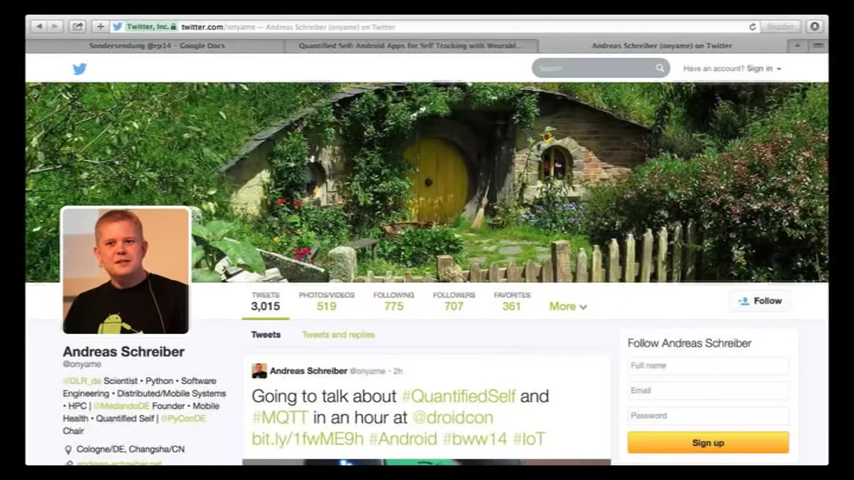 Twitter, Inc. twitter.com/onyame — Andreas Schreiber (onyame) on Twitter
Reader
Sondersendung @rp14 - Google Docs
Quantified Self: Android Apps for Self Tracking with Wearabl...
Andreas Schreiber (onyame) on Twitter
Search
Have an account? Sign in
TWEETS
3,015
PHOTOS/VIDEOS
519
FOLLOWING
775
FOLLOWERS
707
FAVORITES
361
More
Follow
Andreas Schreiber
@onyame
@DLR_de Scientist • Python • Software
Engineering • Distributed/Mobile Systems
• HPC | @MedandoDE Founder • Mobile
Health • Quantified Self | @PyConDE
Chair
Cologne/DE, Changsha/CN
andreas-schreiber.net
Tweets
Tweets and replies
Andreas Schreiber @onyame · 2h
Going to talk about #QuantifiedSelf and
#MQTT in an hour at @droidcon
bit.ly/1fwME9h #Android #bww14 #IoT
Follow Andreas Schreiber
Full name
Email
Password
Sign up